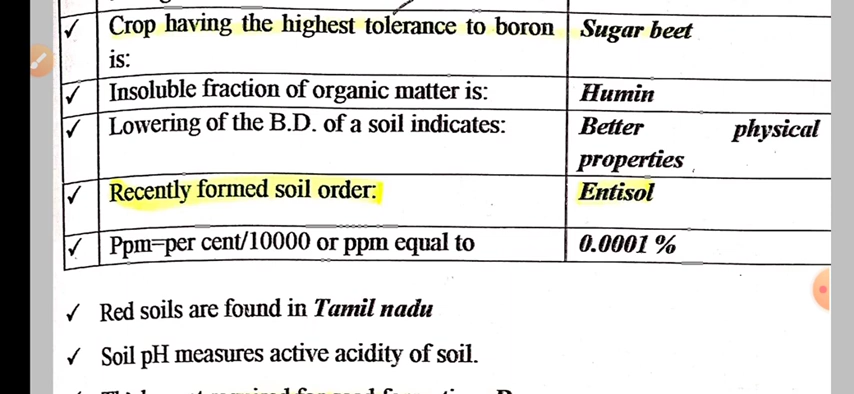 ✓ Crop having the highest tolerance to boron Sugar beet
is:
✓ Insoluble fraction of organic matter is: Humin
✓ Lowering of the B.D. of a soil indicates: Better physical
properties
✓ Recently formed soil order: Entisol
✓ Ppm=per cent/10000 or ppm equal to 0.0001 %
✓ Red soils are found in Tamil nadu
✓ Soil pH measures active acidity of soil.